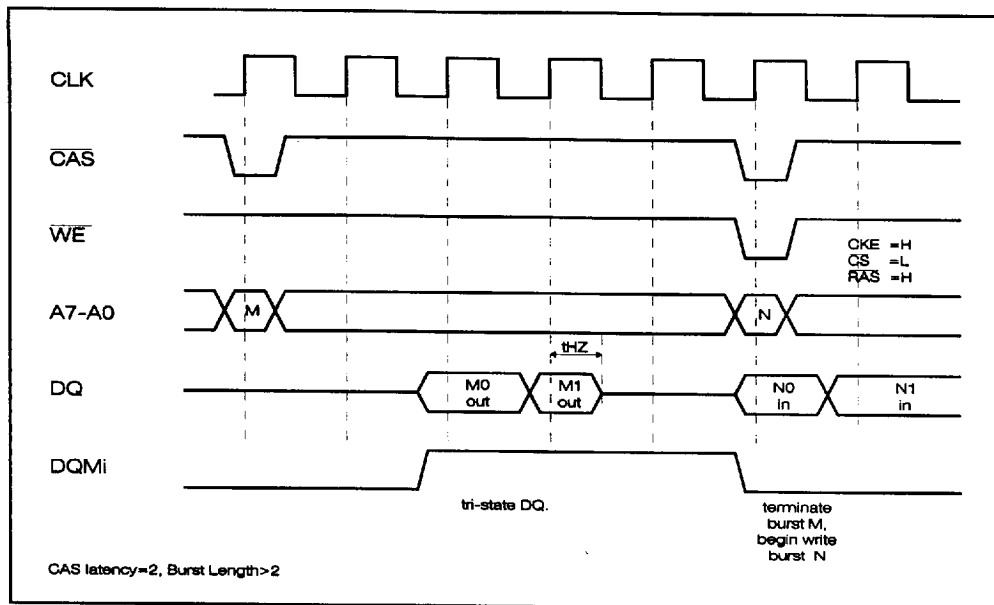 CLK
CAS
WE
CKE =H
CS =L
RAS =H
A7-A0
M
N
tHZ
DQ
M0
out
M1
out
N0
in
N1
in
DQMi
tri-state DQ.
terminate
burst M,
begin write
burst N
CAS latency=2, Burst Length>2